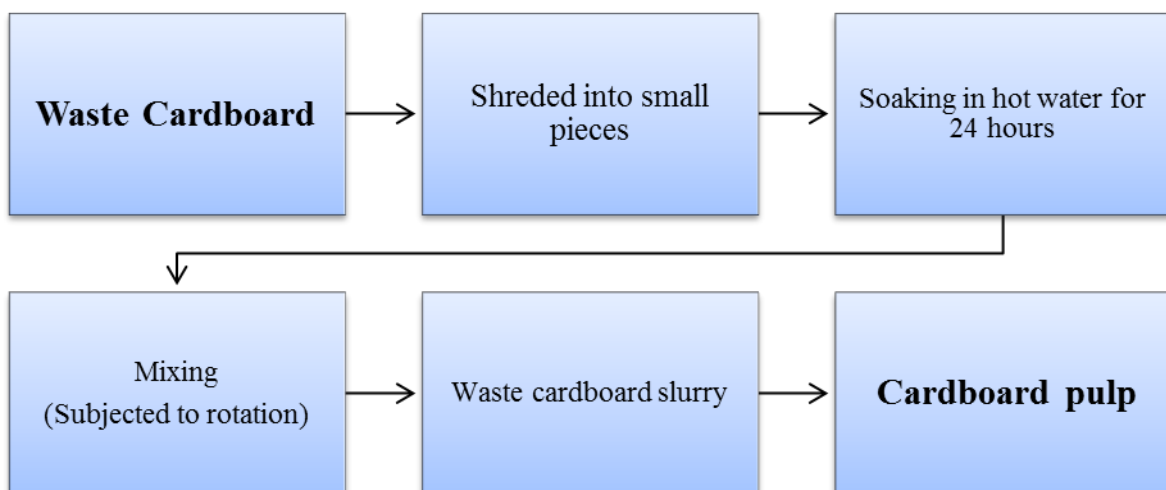 Waste Cardboard
Shreded into small
pieces
Soaking in hot water for
24 hours
Mixing
(Subjected to rotation)
Waste cardboard slurry
Cardboard pulp